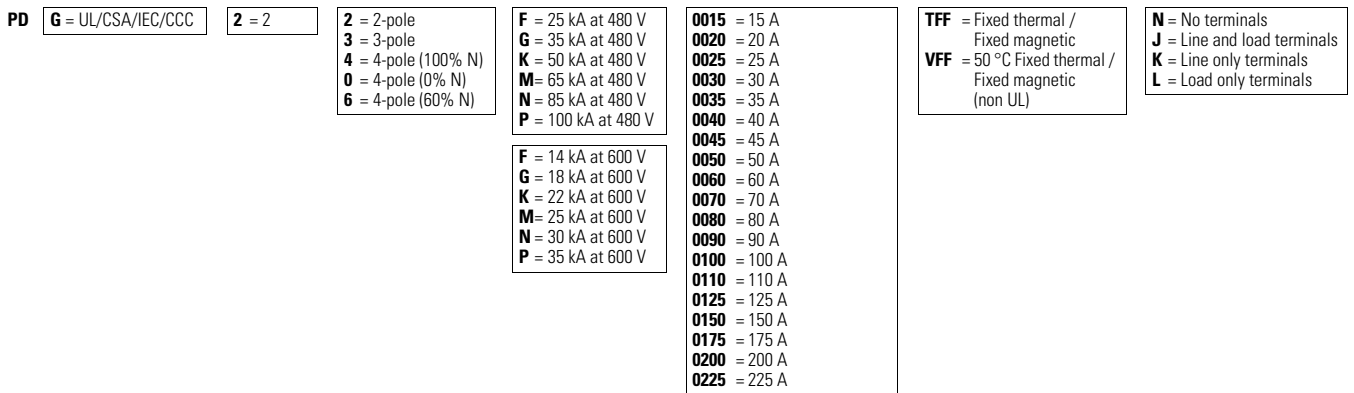 PD
G = UL/CSA/IEC/CCC
2 = 2
2 = 2-pole
3 = 3-pole
4 = 4-pole (100% N)
0 = 4-pole (0% N)
6 = 4-pole (60% N)
F = 25 kA at 480 V
G = 35 kA at 480 V
K = 50 kA at 480 V
M= 65 kA at 480 V
N = 85 kA at 480 V
P = 100 kA at 480 V
F = 14 kA at 600 V
G = 18 kA at 600 V
K = 22 kA at 600 V
M= 25 kA at 600 V
N = 30 kA at 600 V
P = 35 kA at 600 V
0015 = 15 A
0020 = 20 A
0025 = 25 A
0030 = 30 A
0035 = 35 A
0040 = 40 A
0045 = 45 A
0050 = 50 A
0060 = 60 A
0070 = 70 A
0080 = 80 A
0090 = 90 A
0100 = 100 A
0110 = 110 A
0125 = 125 A
0150 = 150 A
0175 = 175 A
0200 = 200 A
0225 = 225 A
TFF = Fixed thermal /
Fixed magnetic
VFF = 50 °C Fixed thermal /
Fixed magnetic
(non UL)
N = No terminals
J = Line and load terminals
K = Line only terminals
L = Load only terminals